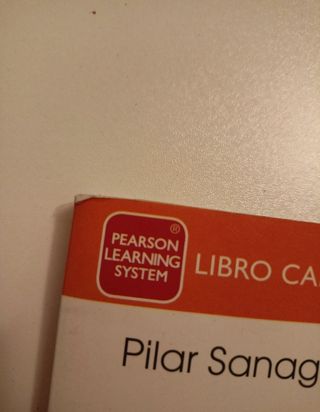 ®
PEARSON
LEARNING
SYSTEM
LIBRO CA
Pilar Sanag